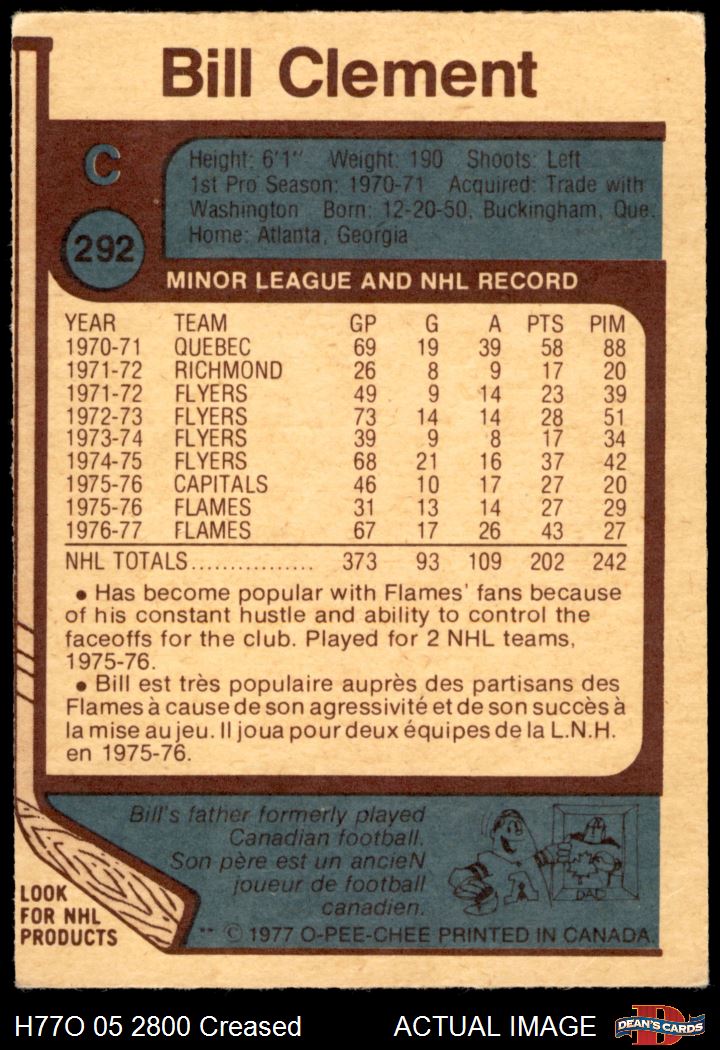 Bill Clement
C
Height: 6'1" Weight: 190 Shoots: Left
1st Pro Season: 1970-71 Acquired: Trade with
Washington Born: 12-20-50, Buckingham, Que.
Home: Atlanta, Georgia
292
MINOR LEAGUE AND NHL RECORD
YEAR TEAM GP G A PTS PIM
1970-71 QUEBEC 69 19 39 58 88
1971-72 RICHMOND 26 8 9 17 20
1971-72 FLYERS 49 9 14 23 39
1972-73 FLYERS 73 14 14 28 51
1973-74 FLYERS 39 9 8 17 34
1974-75 FLYERS 68 21 16 37 42
1975-76 CAPITALS 46 10 17 27 20
1975-76 FLAMES 31 13 14 27 29
1976-77 FLAMES 67 17 26 43 27
NHL TOTALS................ 373 93 109 202 242
• Has become popular with Flames' fans because
of his constant hustle and ability to control the
faceoffs for the club. Played for 2 NHL teams,
1975-76.
• Bill est très populaire auprès des partisans des
Flames à cause de son agressivité et de son succès à
la mise au jeu. Il joua pour deux équipes de la L.N.H.
en 1975-76.
Bill's father formerly played
Canadian football.
Son père est un ancieN
joueur de football
canadien.
A
DAD
LOOK
FOR NHL
PRODUCTS
** © 1977 O-PEE-CHEE PRINTED IN CANADA.
H77O 05 2800 Creased ACTUAL IMAGE
D
DEAN'S CARDS